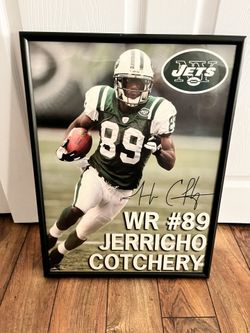 NY
JETS
89
WR #89
JERRICHO
COTCHERY